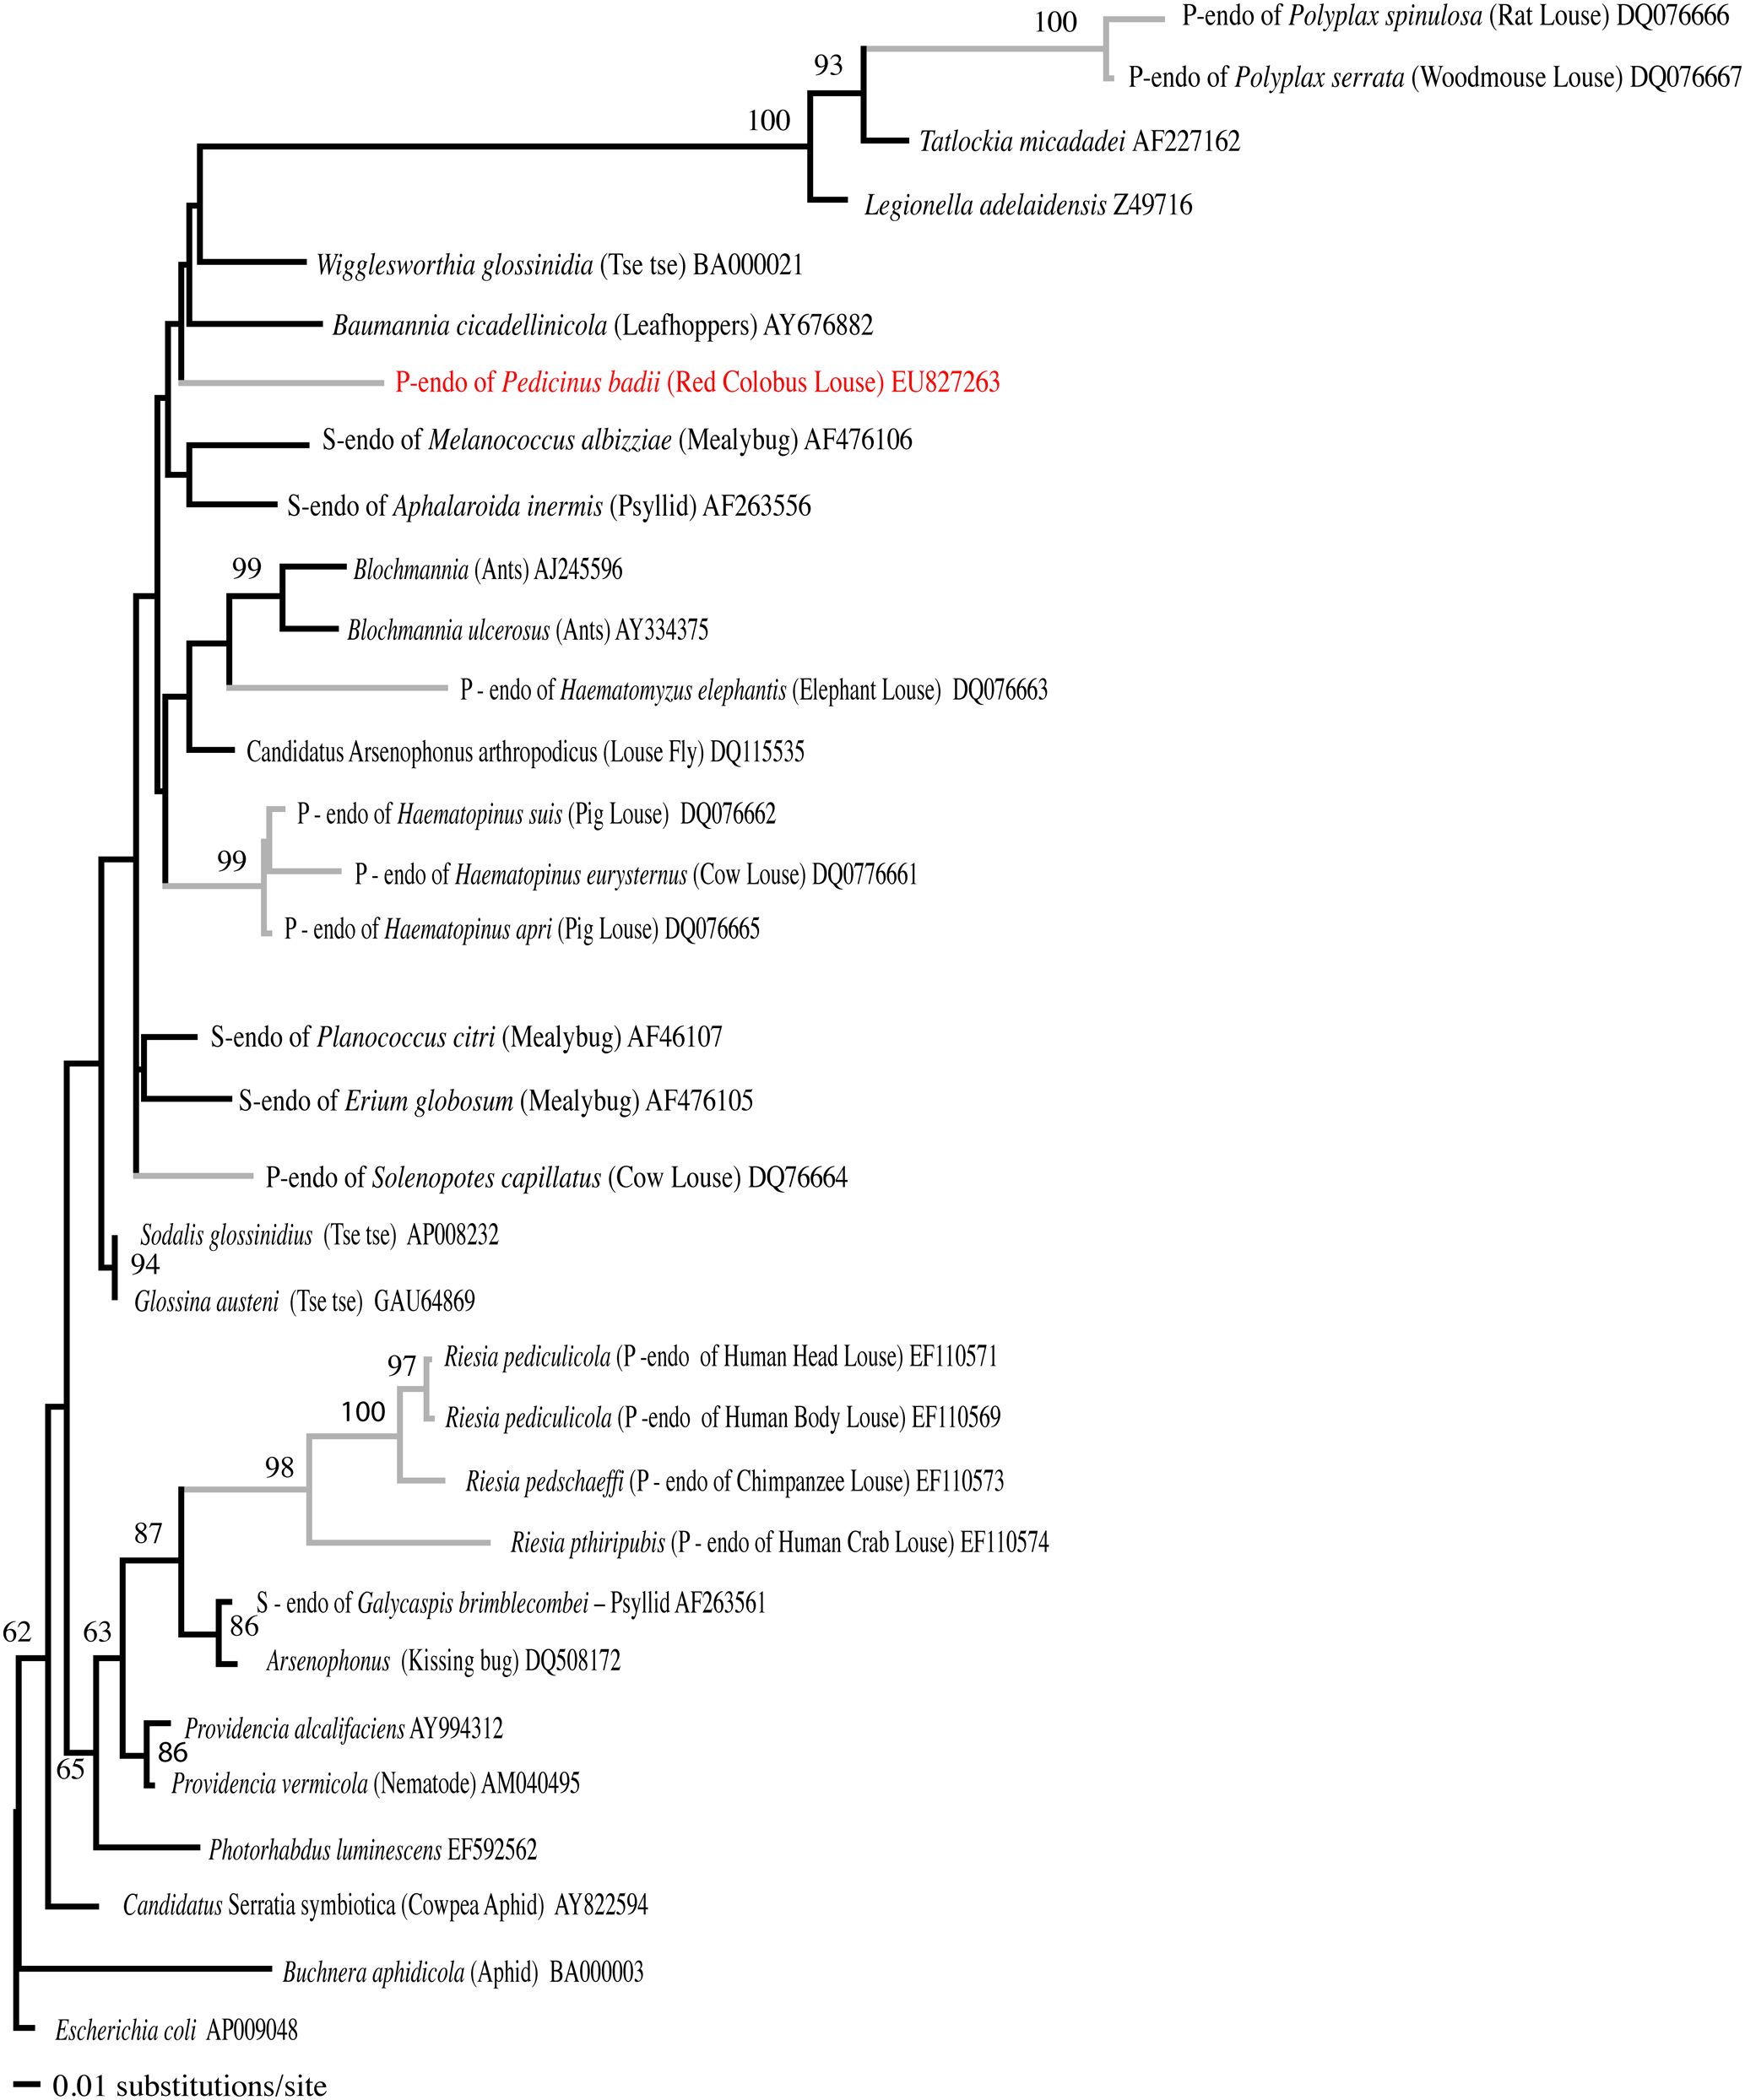 100
P-endo of Polyplax spinulosa (Rat Louse) DQ076666
93
P-endo of Polyplax serrata (Woodmouse Louse) DQ076667
100
Tatlockia micadadei AF227162
Legionella adelaidensis Z49716
Wigglesworthia glossinidia (Tse tse) BA000021
Baumannia cicadellinicola (Leafhoppers) AY676882
P-endo of Pedicinus badii (Red Colobus Louse) EU827263
S-endo of Melanococcus albizziae (Mealybug) AF476106
S-endo of Aphalaroida inermis (Psyllid) AF263556
99
Blochmannia (Ants) AJ245596
Blochmannia ulcerosus (Ants) AY334375
P - endo of Haematomyzus elephantis (Elephant Louse) DQ076663
Candidatus Arsenophonus arthropodicus (Louse Fly) DQ115535
P - endo of Haematopinus suis (Pig Louse) DQ076662
99
P - endo of Haematopinus eurysternus (Cow Louse) DQ0776661
P - endo of Haematopinus apri (Pig Louse) DQ076665
S-endo of Planococcus citri (Mealybug) AF46107
S-endo of Erium globosum (Mealybug) AF476105
P-endo of Solenopotes capillatus (Cow Louse) DQ76664
Sodalis glossinidius (Tse tse) AP008232
94
Glossina austeni (Tse tse) GAU64869
97
Riesia pediculicola (P -endo of Human Head Louse) EF110571
100
Riesia pediculicola (P -endo of Human Body Louse) EF110569
98
Riesia pedschaeffi (P - endo of Chimpanzee Louse) EF110573
87
Riesia pthiripubis (P - endo of Human Crab Louse) EF110574
S - endo of Galycaspis brimblecombei – Psyllid AF263561
62
63
86
Arsenophonus (Kissing bug) DQ508172
Providencia alcalifaciens AY994312
86
65
Providencia vermicola (Nematode) AM040495
Photorhabdus luminescens EF592562
Candidatus Serratia symbiotica (Cowpea Aphid) AY822594
Buchnera aphidicola (Aphid) BA000003
Escherichia coli AP009048
0.01 substitutions/site